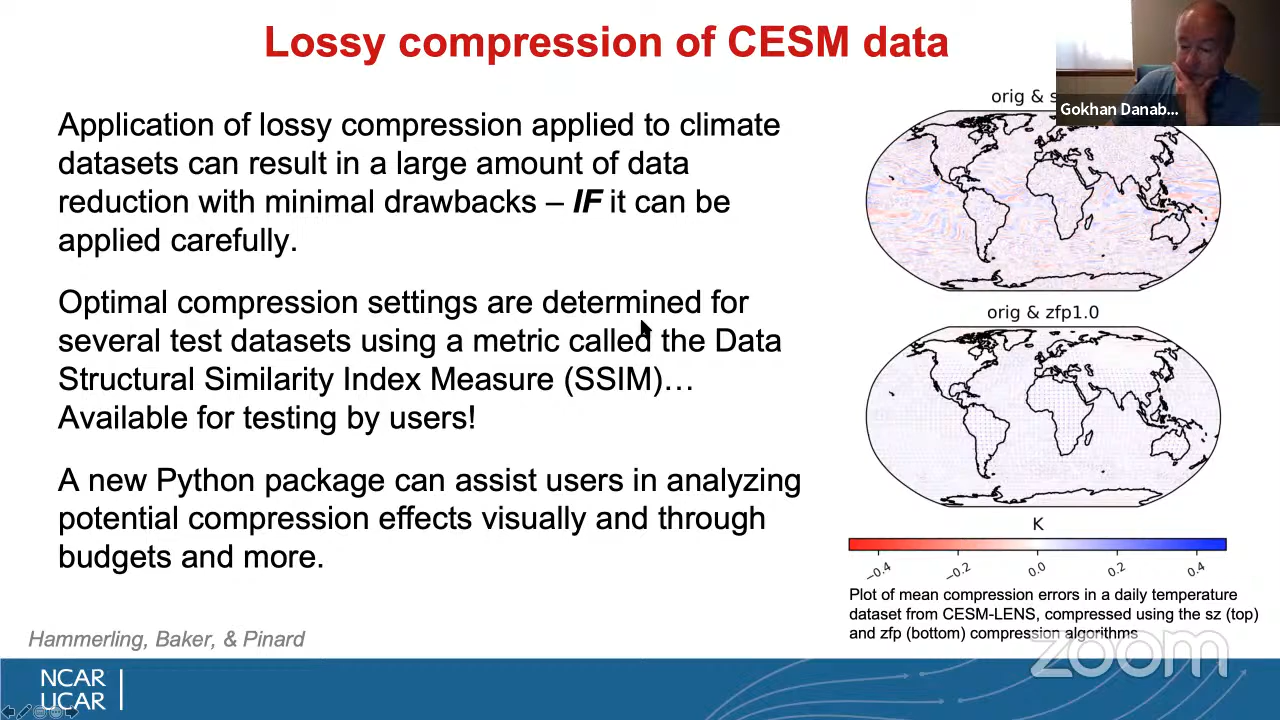 Lossy compression of CESM data
orig & s
Gokhan Danab...
Application of lossy compression applied to climate
datasets can result in a large amount of data
reduction with minimal drawbacks – IF it can be
applied carefully.
Optimal compression settings are determined for
several test datasets using a metric called the Data
Structural Similarity Index Measure (SSIM)…
Available for testing by users!
A new Python package can assist users in analyzing
potential compression effects visually and through
budgets and more.
orig & zfp1.0
K
−0.4 −0.2 0.0 0.2 0.4
Plot of mean compression errors in a daily temperature
dataset from CESM-LENS, compressed using the sz (top)
and zfp (bottom) compression algorithms
Hammerling, Baker, & Pinard
zoom
NCAR
UCAR